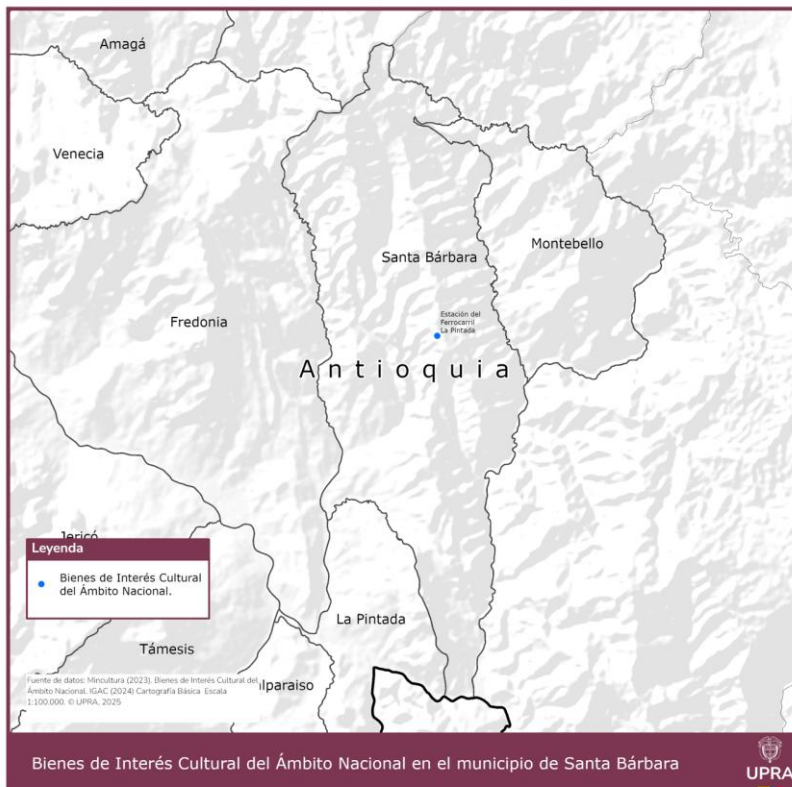 Amagá
Venecia
Santa Bárbara
Montebello
Estación del
Ferrocarril
La Pintada
Fredonia
Antioquia
Jericó
Leyenda
Bienes de Interés Cultural
del Ámbito Nacional.
La Pintada
Támesis
Fuente de datos: Mincultura (2023). Bienes de Interés Cultural del
Ámbito Nacional. IGAC (2024) Cartografía Básica Escala
1:100.000. © UPRA, 2025
alparaiso
Bienes de Interés Cultural del Ámbito Nacional en el municipio de Santa Bárbara
UPRA